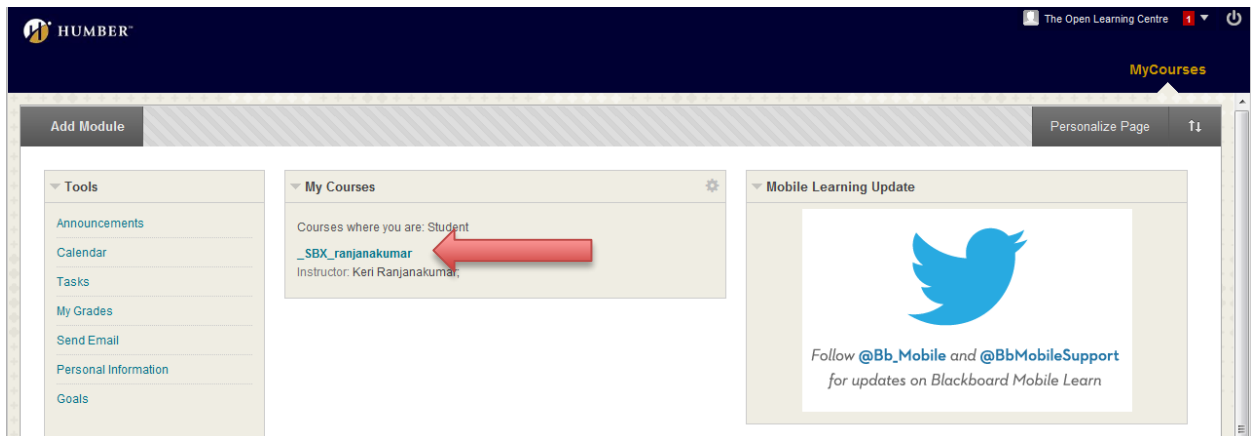 HUMBER™
The Open Learning Centre 1
MyCourses
Add Module
Personalize Page
Tools
Announcements
Calendar
Tasks
My Grades
Send Email
Personal Information
Goals
My Courses
Courses where you are: Student
_SBX_ranjanakumar
Instructor: Keri Ranjanakumar;
Mobile Learning Update
Follow @Bb_Mobile and @BbMobileSupport
for updates on Blackboard Mobile Learn